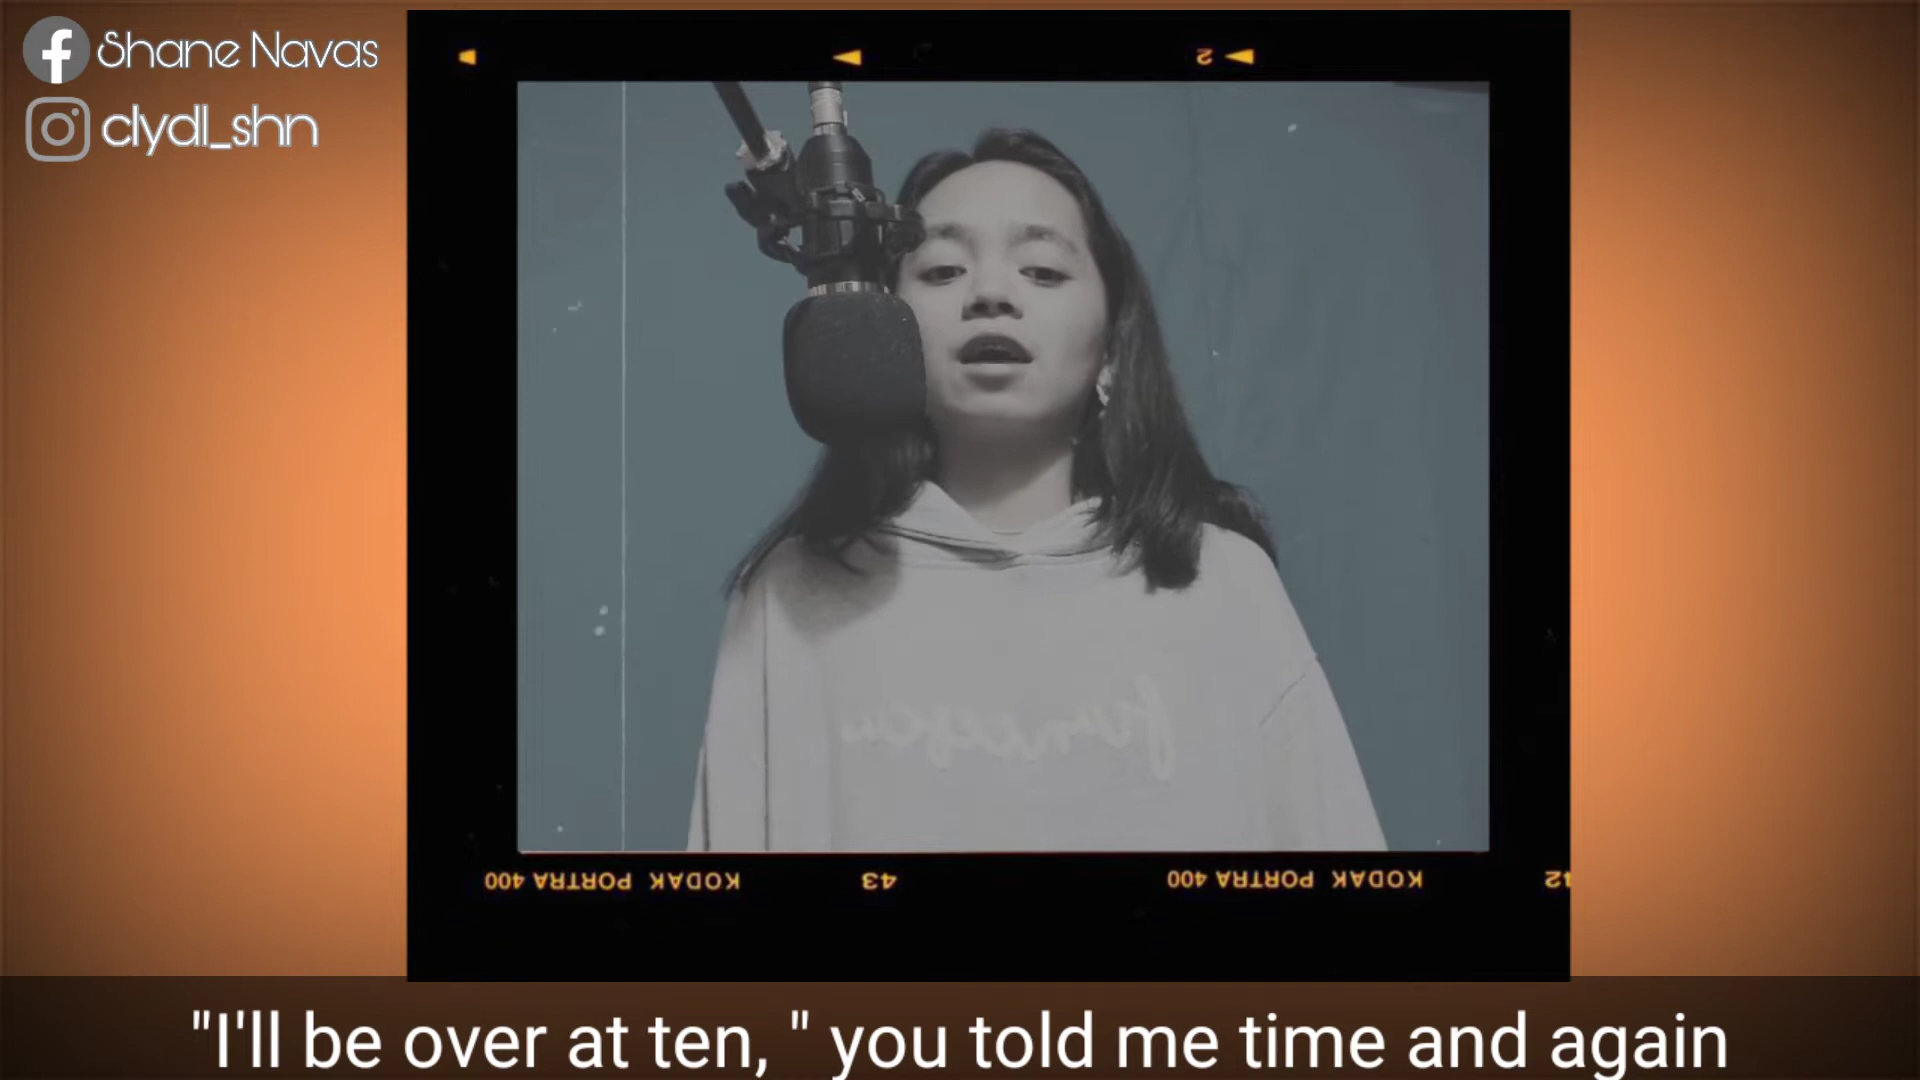 Shane Navas
clydl_shn
2
KODAK PORTRA 400 43 KODAK PORTRA 400
"I'll be over at ten, " you told me time and again